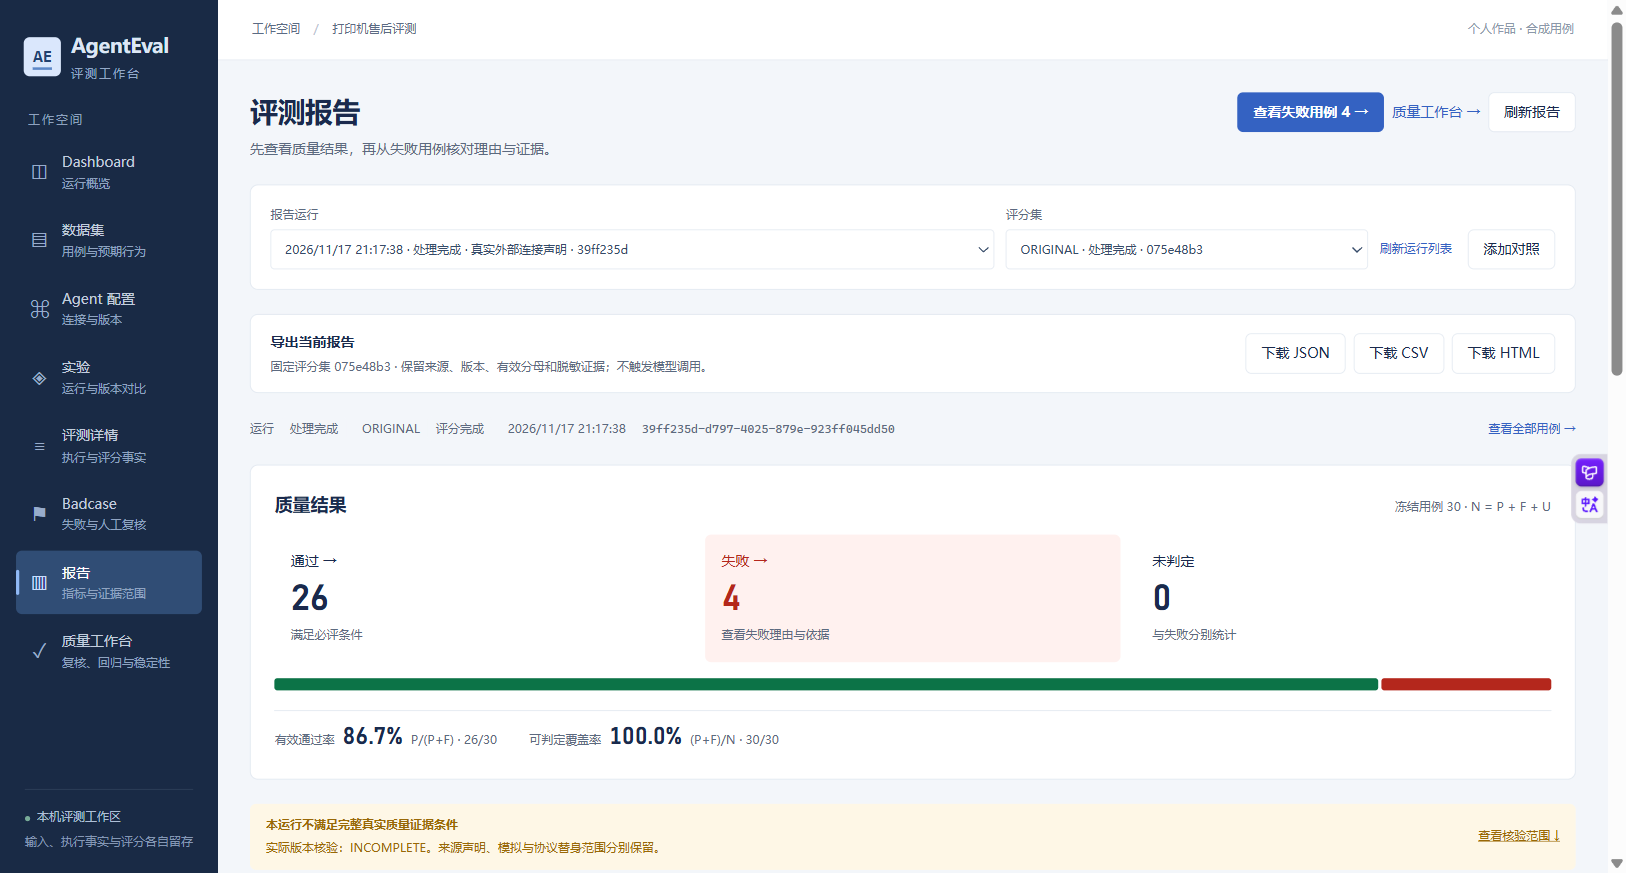 AE
AgentEval
评测工作台
工作空间
Dashboard
运行概览
数据集
用例与预期行为
Agent 配置
连接与版本
实验
运行与版本对比
评测详情
执行与评分事实
Badcase
失败与人工复核
报告
指标与证据范围
质量工作台
复核、回归与稳定性
本机评测工作区
输入、执行事实与评分各自留存
工作空间 / 打印机售后评测
个人作品 · 合成用例
评测报告
先查看质量结果，再从失败用例核对理由与证据。
查看失败用例 4 →
质量工作台 →
刷新报告
报告运行
2026/11/17 21:17:38 · 处理完成 · 真实外部连接声明 · 39ff235d
评分集
ORIGINAL · 处理完成 · 075e48b3
刷新运行列表
添加对照
导出当前报告
固定评分集 075e48b3 · 保留来源、版本、有效分母和脱敏证据；不触发模型调用。
下载 JSON
下载 CSV
下载 HTML
运行 处理完成 ORIGINAL 评分完成 2026/11/17 21:17:38 39ff235d-d797-4025-879e-923ff045dd50
查看全部用例 →
质量结果
冻结用例 30 · N = P + F + U
通过 →
26
满足必评条件
失败 →
4
查看失败理由与依据
未判定
0
与失败分别统计
有效通过率 86.7% P/(P+F) · 26/30
可判定覆盖率 100.0% (P+F)/N · 30/30
本运行不满足完整真实质量证据条件
实际版本核验：INCOMPLETE。来源声明、模拟与协议替身范围分别保留。
查看核验范围↓
中A